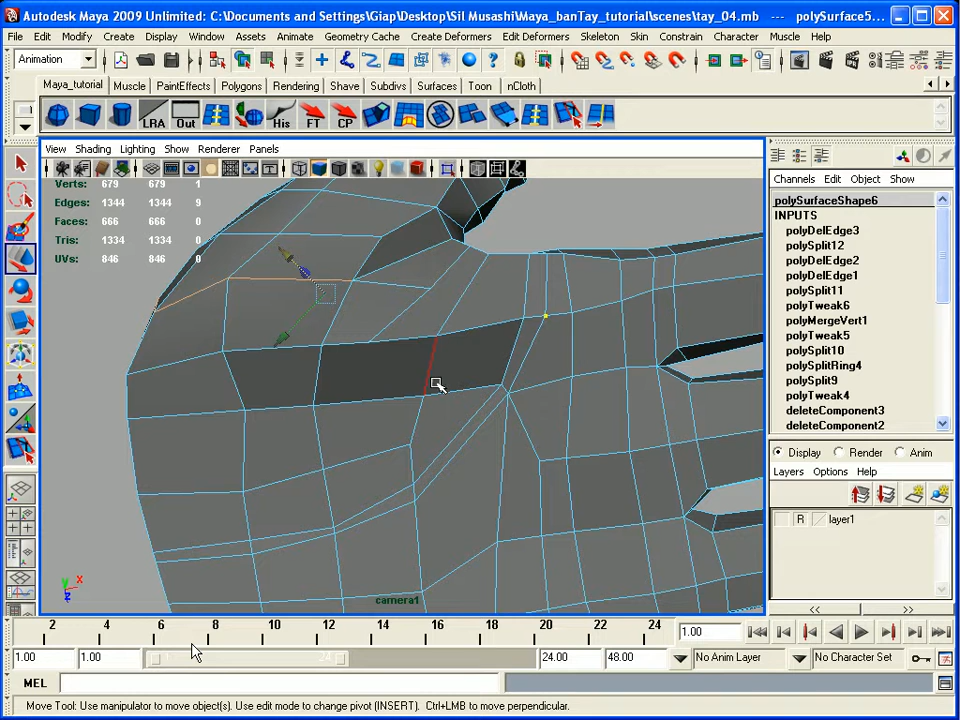 Autodesk Maya 2009 Unlimited: C:\Documents and Settings\Giap\Desktop\Sil Musashi\Maya_banTay_tutorial\scenes\tay_04.mb --- polySurface5...
File Edit Modify Create Display Window Assets Animate Geometry Cache Create Deformers Edit Deformers Skeleton Skin Constrain Character Muscle Help
Animation
Maya_tutorial Muscle PaintEffects Polygons Rendering Shave Subdivs Surfaces Toon nCloth
LRA Out His FT CP
View Shading Lighting Show Renderer Panels
Verts: 679 679 1
Edges: 1344 1344 9
Faces: 666 666 0
Tris: 1334 1334 0
UVs: 846 846 0
y x z
camera1
Channels Edit Object Show
polySurfaceShape6
INPUTS
polyDelEdge3
polySplit12
polyDelEdge2
polyDelEdge1
polySplit11
polyTweak6
polyMergeVert1
polyTweak5
polySplit10
polySplitRing4
polySplit9
polyTweak4
deleteComponent3
deleteComponent2
Display Render Anim
Layers Options Help
R layer1
<< >>
2 4 6 8 10 12 14 16 18 20 22 24 1.00
1.00 1.00 1 24 24.00 48.00 No Anim Layer No Character Set
MEL
Move Tool: Use manipulator to move object(s). Use edit mode to change pivot (INSERT). Ctrl+LMB to move perpendicular.